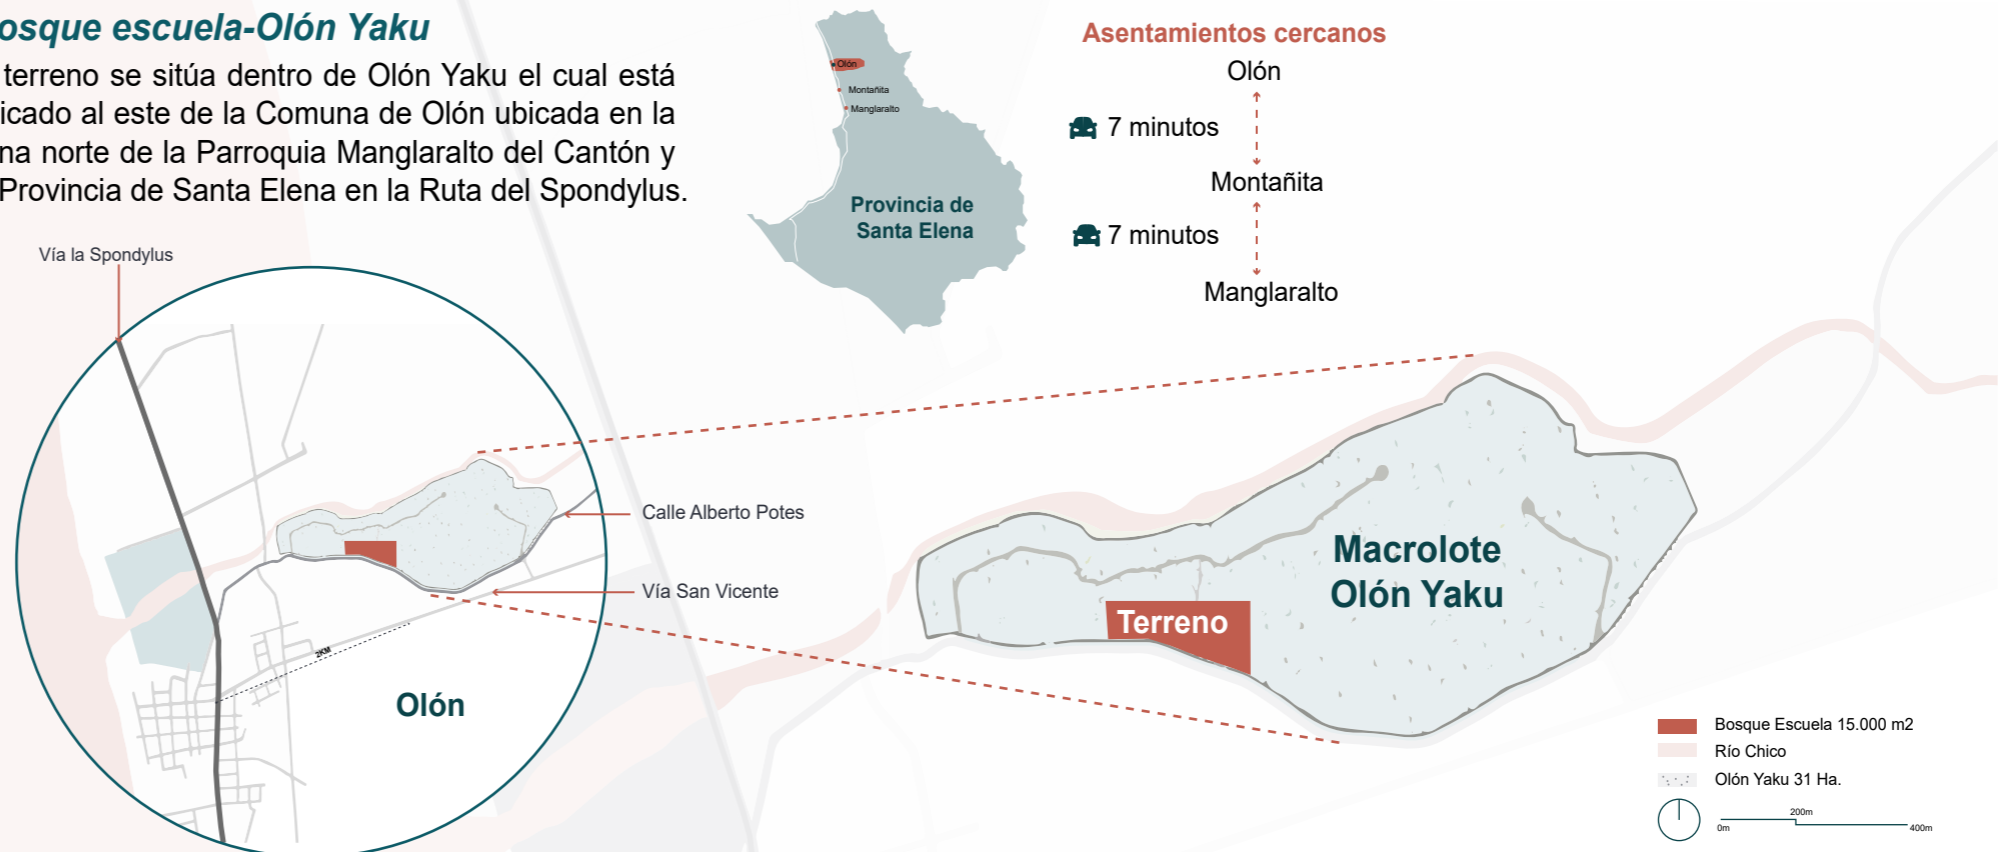 osque escuela-Olón Yaku
terreno se sitúa dentro de Olón Yaku el cual está
icado al este de la Comuna de Olón ubicada en la
na norte de la Parroquia Manglaralto del Cantón y
Provincia de Santa Elena en la Ruta del Spondylus.
Olón
Montañita
Manglaralto
Provincia de
Santa Elena
Asentamientos cercanos
Olón
7 minutos
Montañita
7 minutos
Manglaralto
Vía la Spondylus
Calle Alberto Potes
Vía San Vicente
2KM
Olón
Macrolote
Olón Yaku
Terreno
Bosque Escuela 15.000 m2
Río Chico
Olón Yaku 31 Ha.
0m
200m
400m